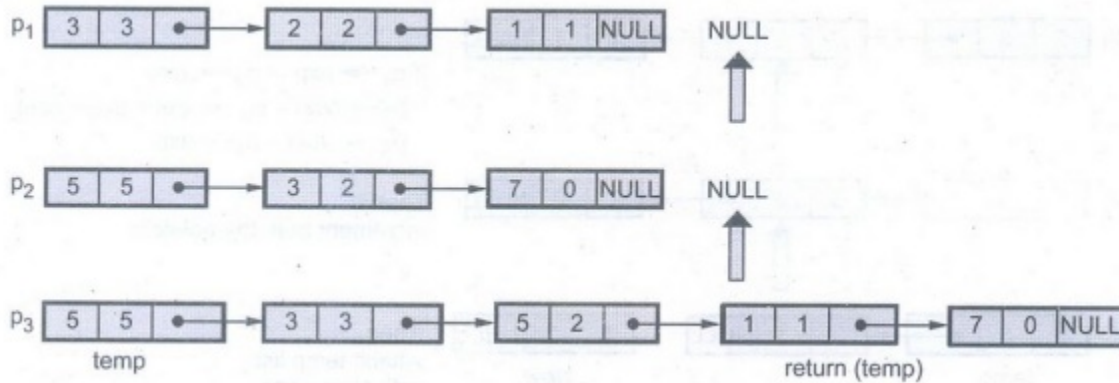 p1 3 3 2 2 1 1 NULL NULL
p2 5 5 3 2 7 0 NULL NULL
p3 5 5 3 3 5 2 1 1 7 0 NULL
temp return (temp)